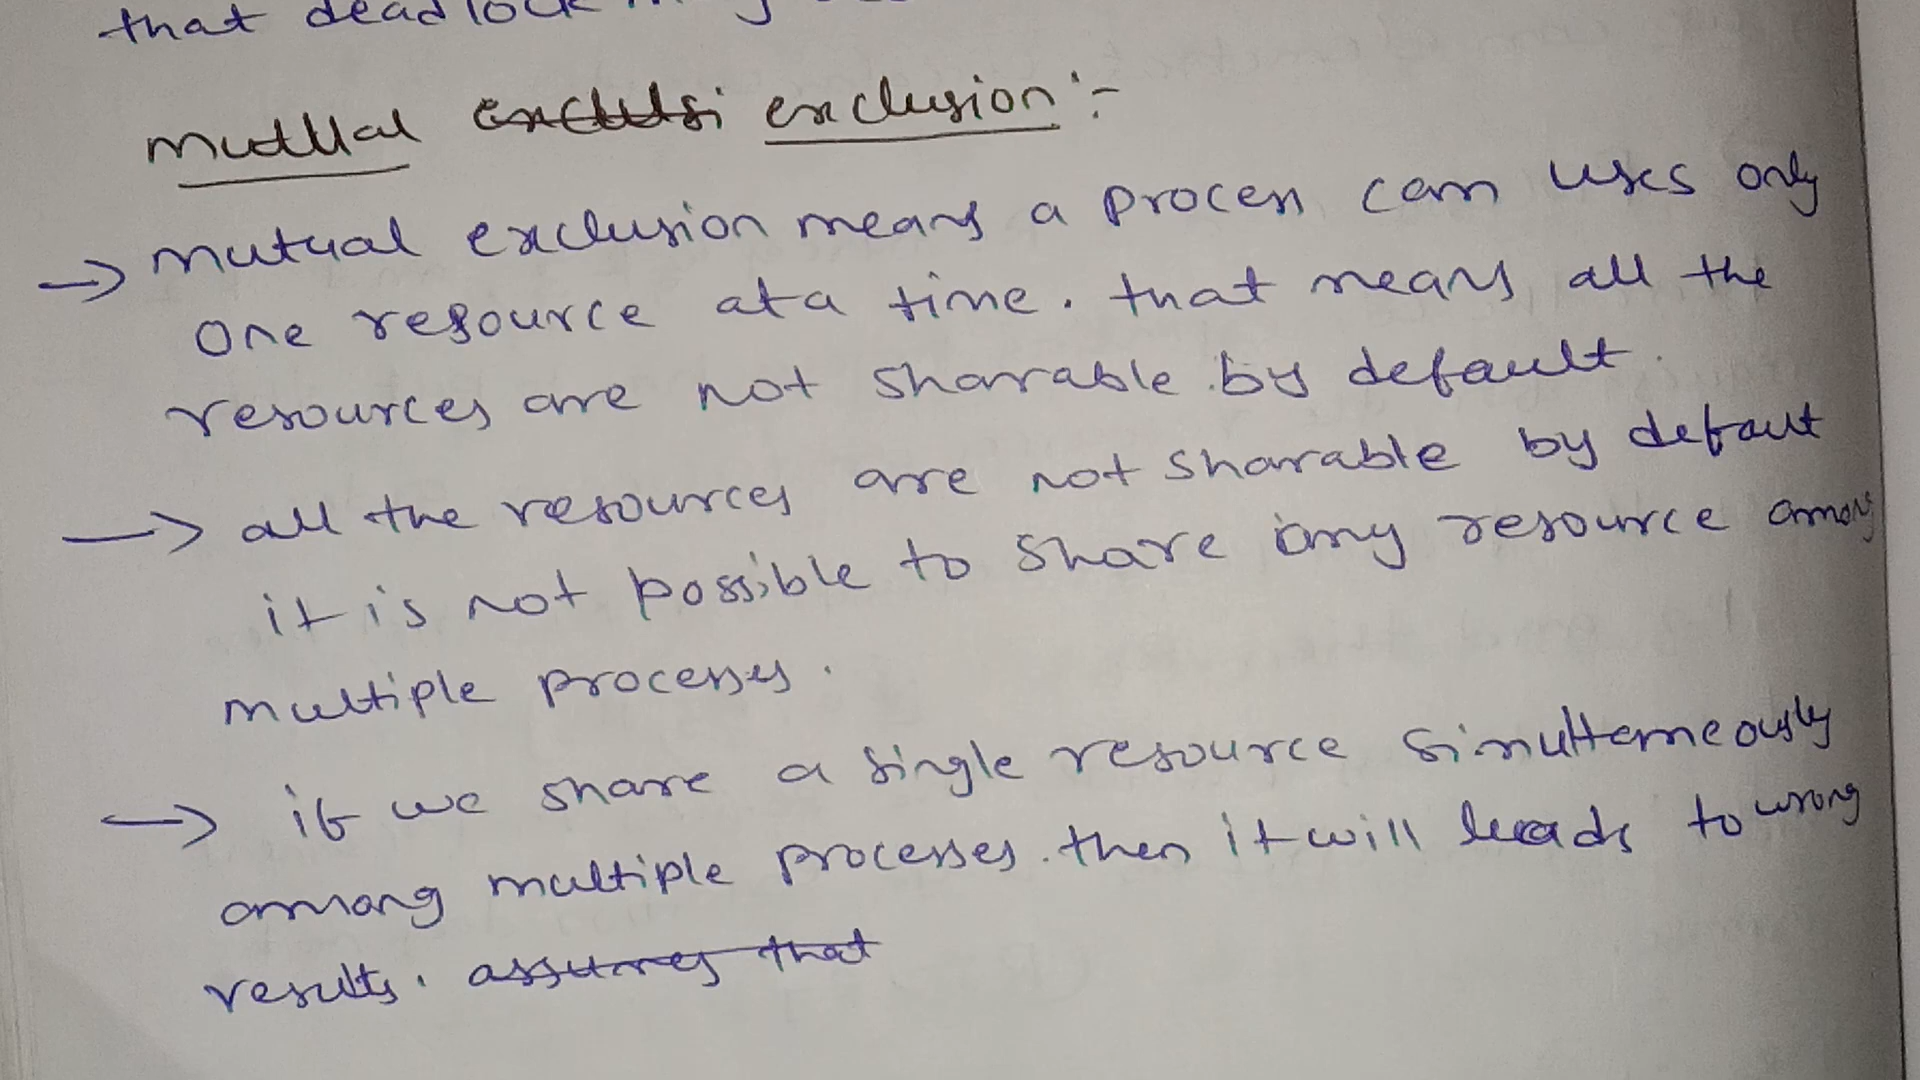 that deadlock
mutual exclusi exclusion :-
→ mutual exclusion means a process can uses only
one resource at a time. that means all the
resources are not sharable by default.
→ all the resources are not sharable by default
it is not possible to share any resource among
multiple processes.
→ if we share a single resource simultaneously
among multiple processes. then it will leads to wrong
results. assumes that